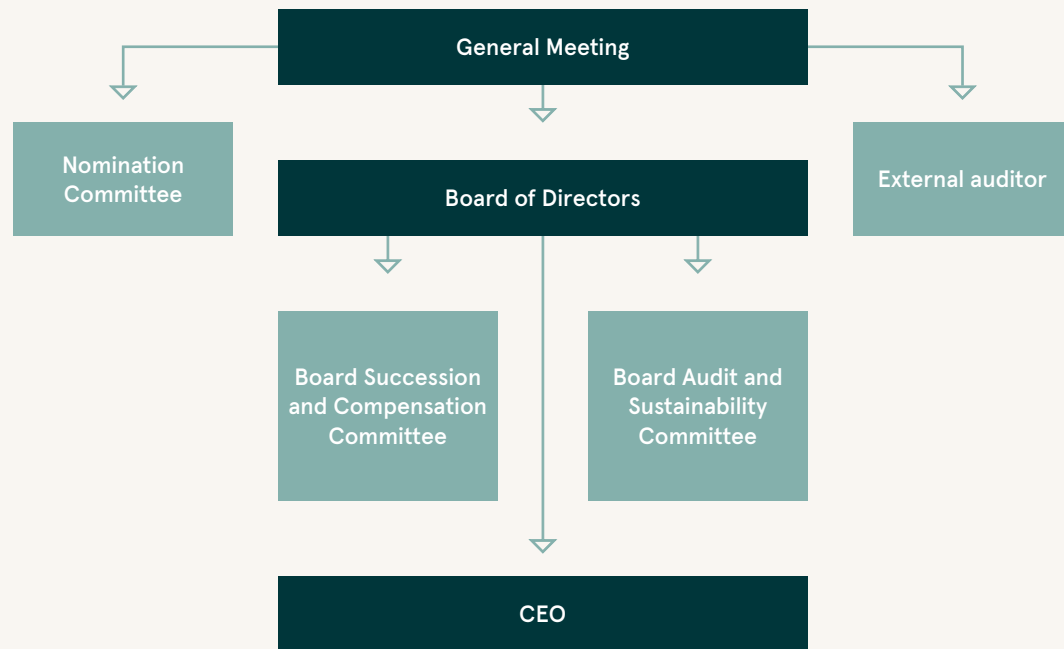 General Meeting
Nomination
Committee
External auditor
Board of Directors
Board Succession
and Compensation
Committee
Board Audit and
Sustainability
Committee
CEO